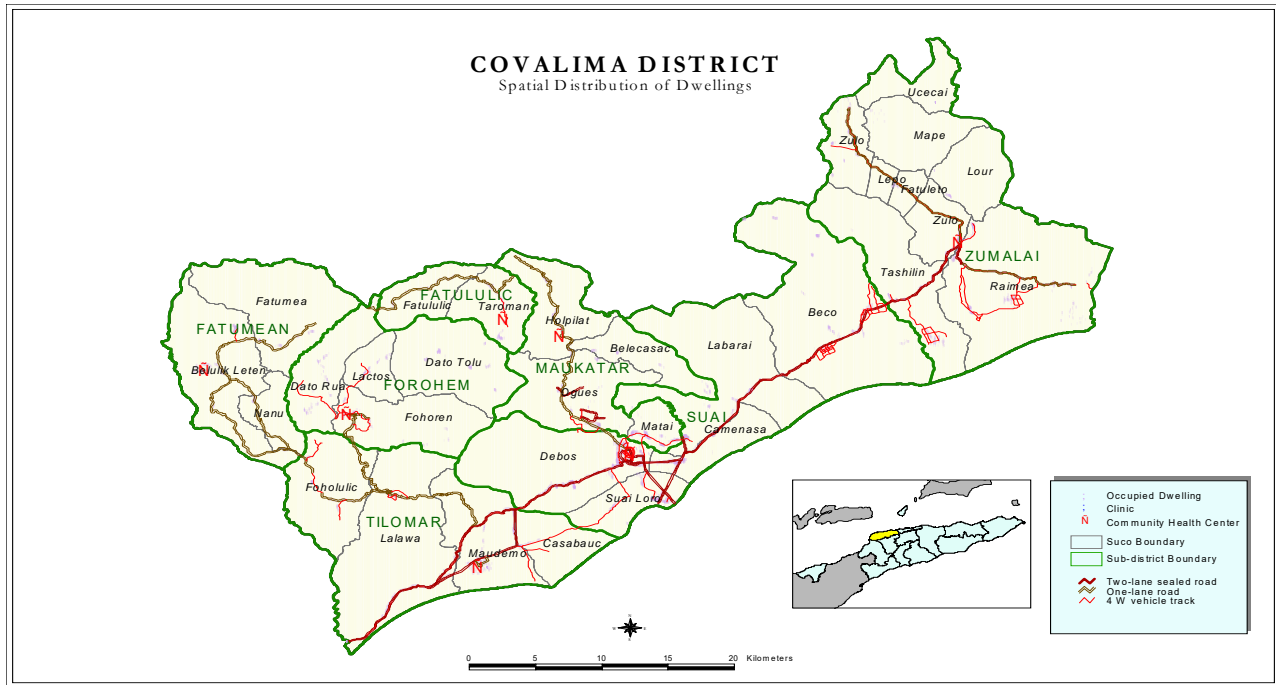 COVALIMA DISTRICT
Spatial Distribution of Dwellings
Ucecai
Mape
Zulo
Lour
Lepo
Fatuleto
Zulo
ZUMALAI
Tashilin
Raimea
Fatumea
FATULULIC
Fatululic
Taroman
Beco
FATUMEAN
Holpilat
Labarai
Belecasac
Dato Tolu
MAUKATAR
Ñ
Ñ
Ñ
Ñ
Ñ
Ñ
Belulik Leten
Lactos
Dato Rua
FOROHEM
Ogues
Nanu
Fohoren
SUAI
Matai
Camenasa
Debos
Foholulic
Suai Loro
TILOMAR
Lalawa
Casabauc
Maudemo
Occupied Dwelling
Clinic
Ñ Community Health Center
Suco Boundary
Sub-district Boundary
Two-lane sealed road
One-lane road
4 W vehicle track
0 5 10 15 20 Kilometers